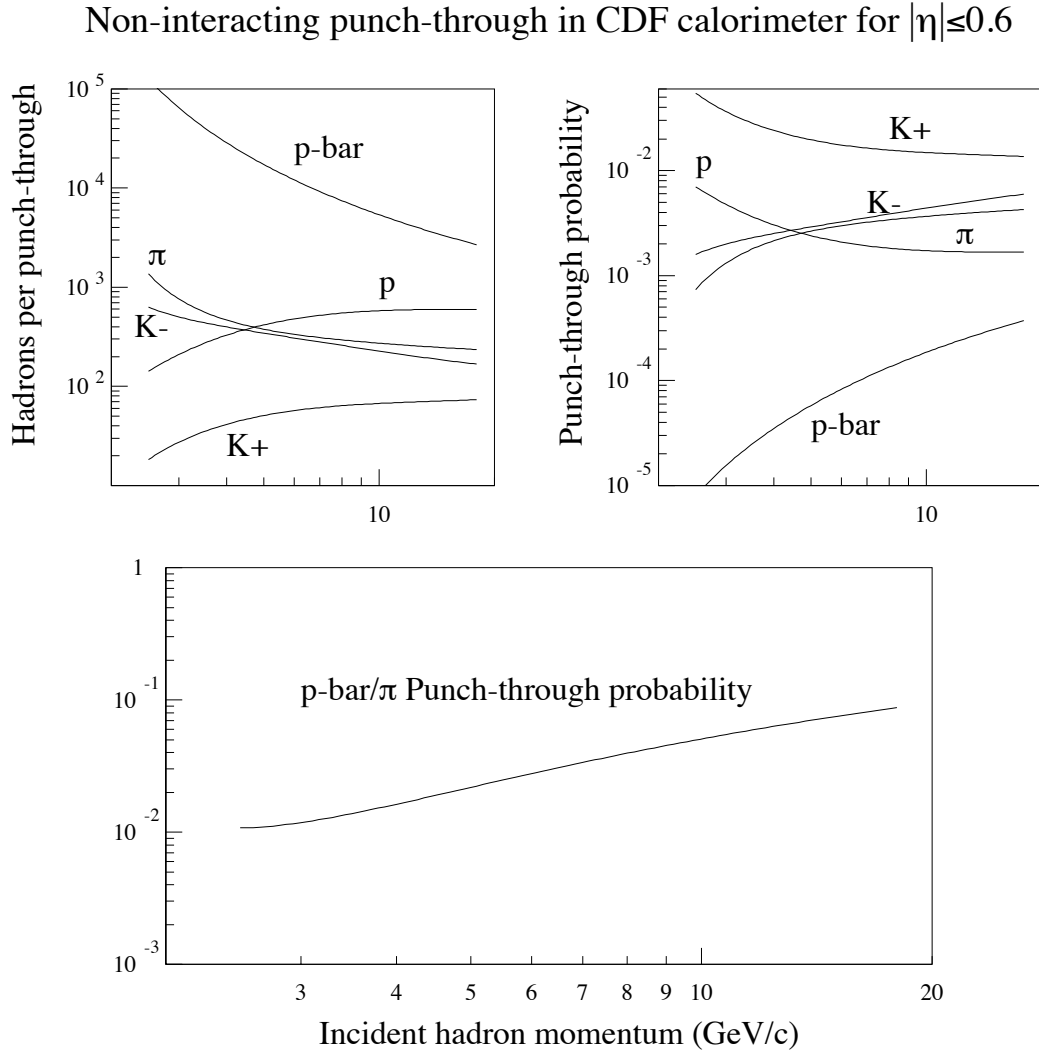 Non-interacting punch-through in CDF calorimeter for |η|≤0.6
Hadrons per punch-through
10^5
10^4
10^3
10^2
p-bar
π
p
K-
K+
10
Punch-through probability
10^-2
10^-3
10^-4
10^-5
K+
p
K-
π
p-bar
10
1
10^-1
10^-2
10^-3
p-bar/π Punch-through probability
3 4 5 6 7 8 9 10 20
Incident hadron momentum (GeV/c)